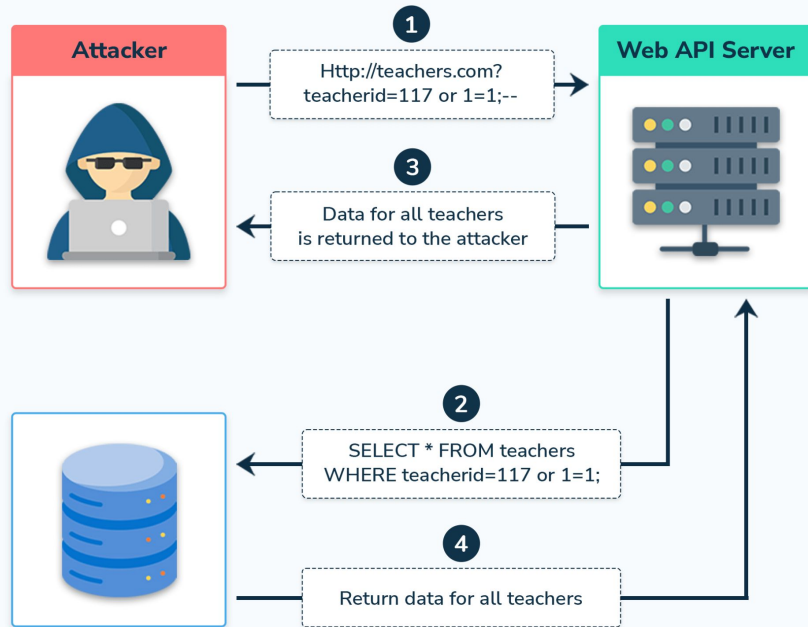 1
Attacker
Web API Server
Http://teachers.com?
teacherid=117 or 1=1;--
3
Data for all teachers
is returned to the attacker
2
SELECT * FROM teachers
WHERE teacherid=117 or 1=1;
4
Return data for all teachers